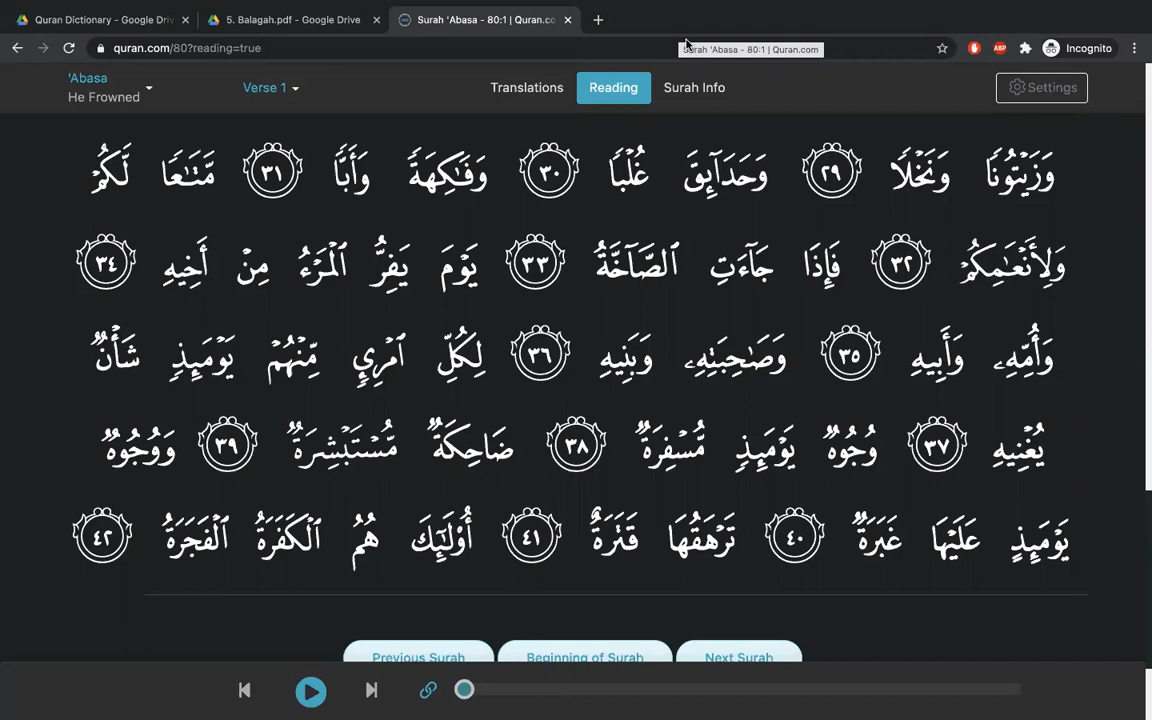 Quran Dictionary - Google Driv
5. Balagah.pdf - Google Drive
Surah 'Abasa - 80:1 | Quran.co
quran.com/80?reading=true
Surah 'Abasa - 80:1 | Quran.com
ABP
Incognito
'Abasa
He Frowned
Verse 1
Translations
Reading
Surah Info
Settings
وَزَيْتُونًا وَنَخْلًا ٢٩ وَحَدَآئِقَ غُلْبًا ٣٠ وَفَـٰكِهَةً وَأَبًّا ٣١ مَّتَـٰعًا لَّكُمْ
وَلِأَنْعَـٰمِكُمْ ٣٢ فَإِذَا جَآءَتِ ٱلصَّآخَّةُ ٣٣ يَوْمَ يَفِرُّ ٱلْمَرْءُ مِنْ أَخِيهِ ٣٤
وَأُمِّهِۦ وَأَبِيهِ ٣٥ وَصَـٰحِبَتِهِۦ وَبَنِيهِ ٣٦ لِكُلِّ ٱمْرِئٍ مِّنْهُمْ يَوْمَئِذٍ شَأْنٌ
يُغْنِيهِ ٣٧ وُجُوهٌ يَوْمَئِذٍ مُّسْفِرَةٌ ٣٨ ضَاحِكَةٌ مُّسْتَبْشِرَةٌ ٣٩ وَوُجُوهٌ
يَوْمَئِذٍ عَلَيْهَا غَبَرَةٌ ٤٠ تَرْهَقُهَا قَتَرَةٌ ٤١ أُو۟لَـٰٓئِكَ هُمُ ٱلْكَفَرَةُ ٱلْفَجَرَةُ ٤٢
Previous Surah
Beginning of Surah
Next Surah